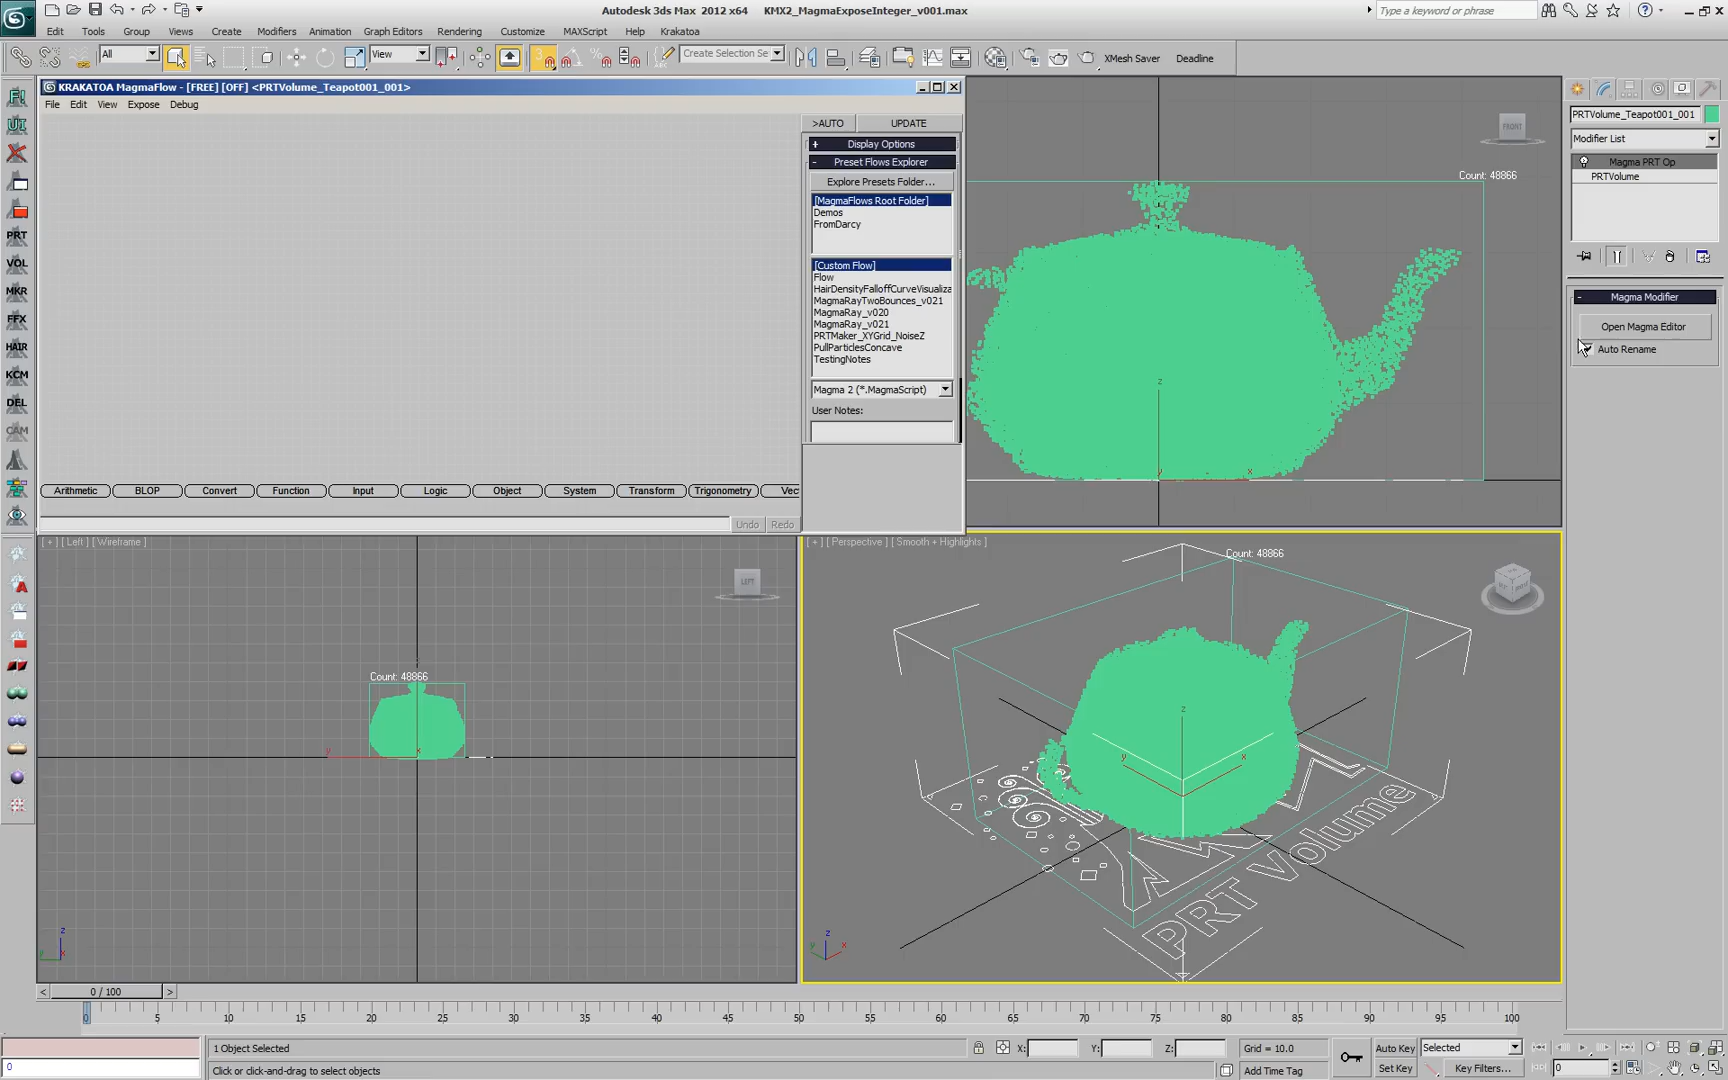 Autodesk 3ds Max 2012 x64 KMX2_MagmaExposeInteger_v001.max
Type a keyword or phrase
Edit Tools Group Views Create Modifiers Animation Graph Editors Rendering Customize MAXScript Help Krakatoa
All View 3 Create Selection Se XMesh Saver Deadline
KRAKATOA MagmaFlow - [FREE] [OFF] <PRTVolume_Teapot001_001>
File Edit View Expose Debug
>AUTO UPDATE
+ Display Options
- Preset Flows Explorer
Explore Presets Folder...
[MagmaFlows Root Folder]
Demos
FromDarcy
[Custom Flow]
Flow
HairDensityFalloffCurveVisualiza
MagmaRayTwoBounces_v021
MagmaRay_v020
MagmaRay_v021
PRTMaker_XYGrid_NoiseZ
PullParticlesConcave
TestingNotes
Magma 2 (*.MagmaScript)
User Notes:
Arithmetic BLOP Convert Function Input Logic Object System Transform Trigonometry Vec
Undo Redo
PRT
VOL
MKR
FFX
HAIR
KCM
DEL
CAM
FRONT
Count: 48866
z
y x
PRTVolume_Teapot001_001
Modifier List
Magma PRT Op
PRTVolume
- Magma Modifier
Open Magma Editor
Auto Rename
[ + ] [ Left ] [ Wireframe ]
LEFT
Count: 48866
y x
z
y x
[ + ] [ Perspective ] [ Smooth + Highlights ]
Count: 48866
z
y x
PRT Volume
z
y x
< 0 / 100 >
0 5 10 15 20 25 30 35 40 45 50 55 60 65 70 75 80 85 90 95 100
1 Object Selected X: Y: Z: Grid = 10.0 Auto Key Selected
0 Click or click-and-drag to select objects Add Time Tag Set Key Key Filters... 0